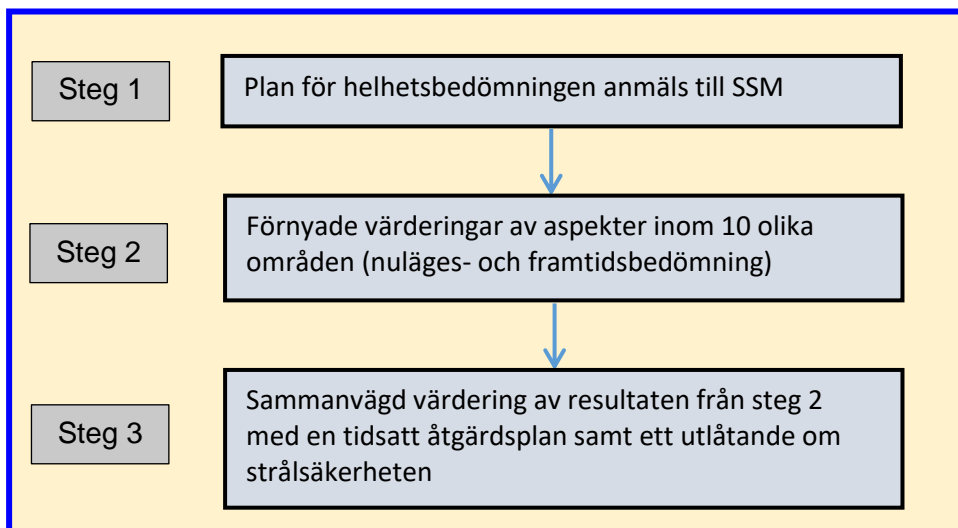 Steg 1
Plan för helhetsbedömningen anmäls till SSM
Steg 2
Förnyade värderingar av aspekter inom 10 olika
områden (nuläges- och framtidsbedömning)
Steg 3
Sammanvägd värdering av resultaten från steg 2
med en tidsatt åtgärdsplan samt ett utlåtande om
strålsäkerheten